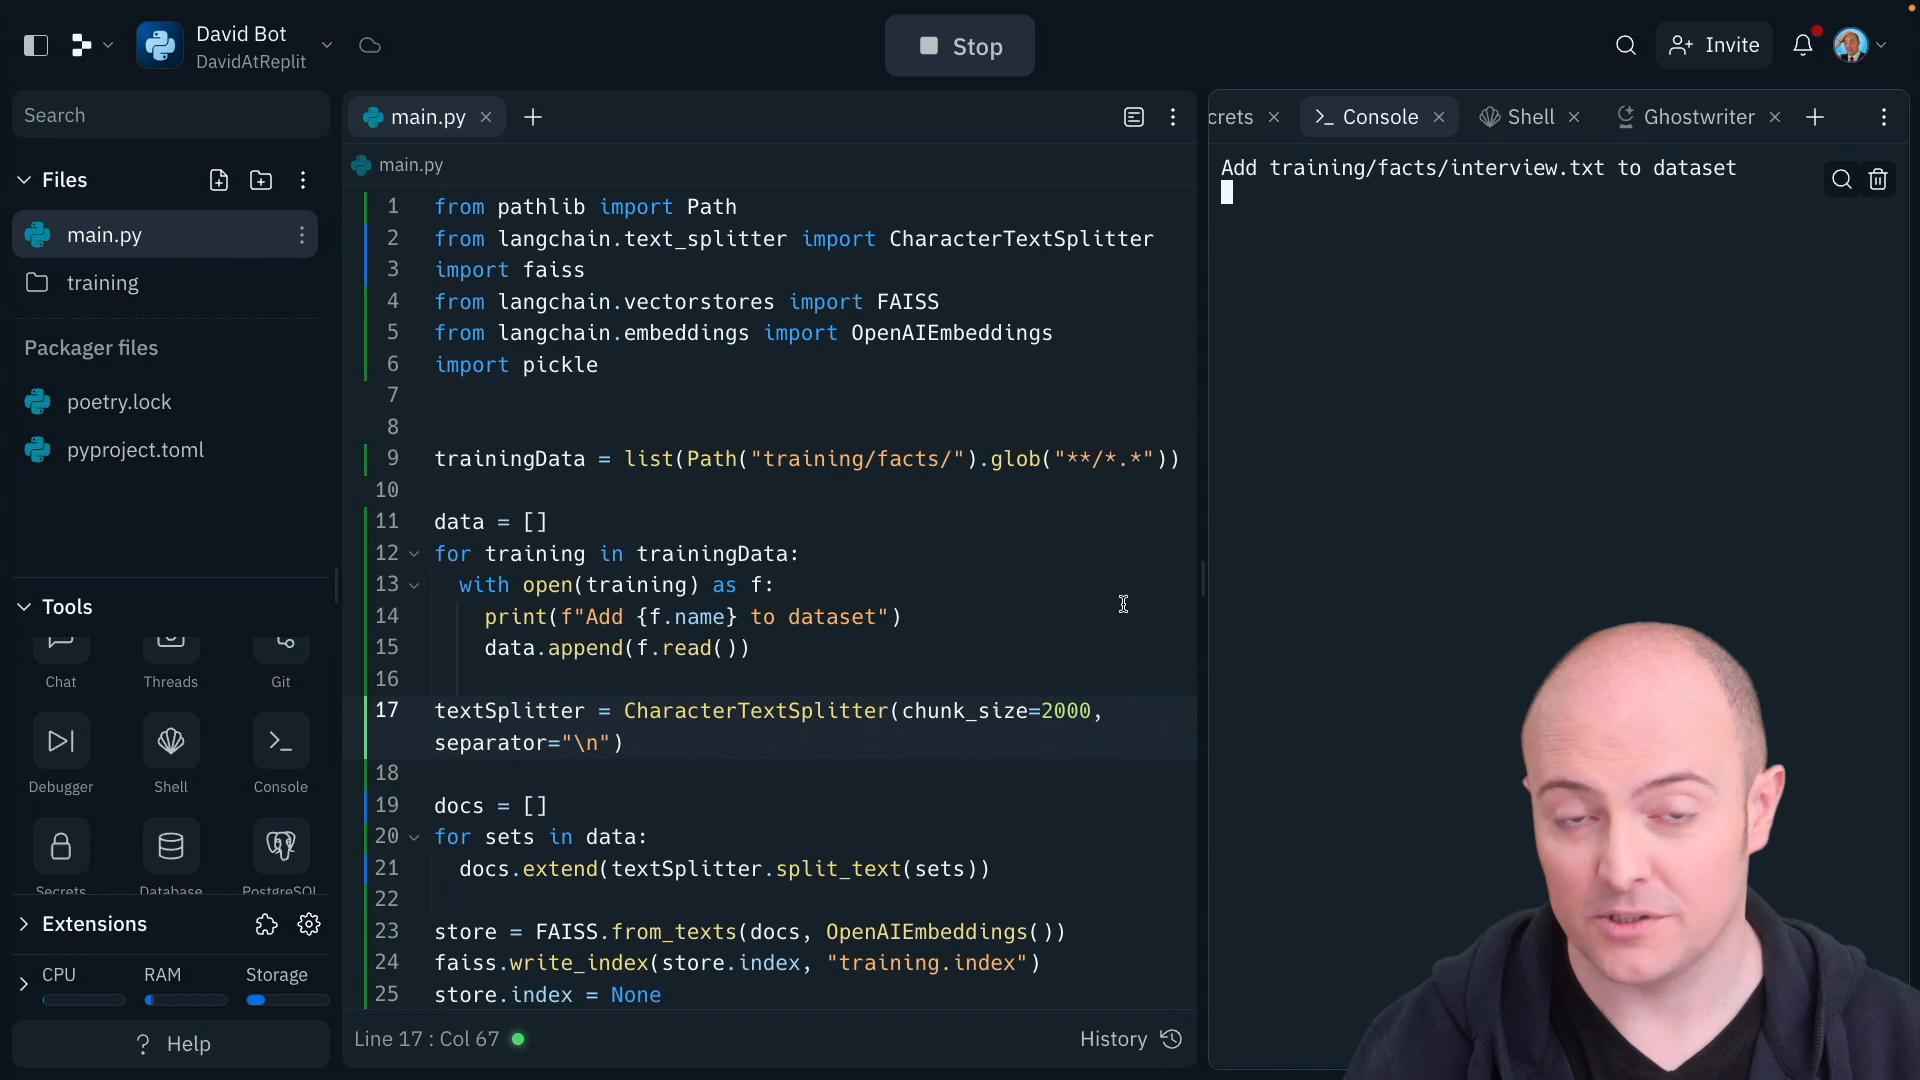 David Bot
DavidAtReplit
Stop
Invite
Search
Files
main.py
training
Packager files
poetry.lock
pyproject.toml
Tools
Chat
Threads
Git
Debugger
Shell
Console
Secrets
Database
PostgreSQL
Extensions
CPU
RAM
Storage
? Help
main.py
main.py
1 from pathlib import Path
2 from langchain.text_splitter import CharacterTextSplitter
3 import faiss
4 from langchain.vectorstores import FAISS
5 from langchain.embeddings import OpenAIEmbeddings
6 import pickle
7
8
9 trainingData = list(Path("training/facts/").glob("**/*.*"))
10
11 data = []
12 for training in trainingData:
13 with open(training) as f:
14 print(f"Add {f.name} to dataset")
15 data.append(f.read())
16
17 textSplitter = CharacterTextSplitter(chunk_size=2000,
separator="\n")
18
19 docs = []
20 for sets in data:
21 docs.extend(textSplitter.split_text(sets))
22
23 store = FAISS.from_texts(docs, OpenAIEmbeddings())
24 faiss.write_index(store.index, "training.index")
25 store.index = None
Line 17 : Col 67
History
crets
Console
Shell
Ghostwriter
Add training/facts/interview.txt to dataset